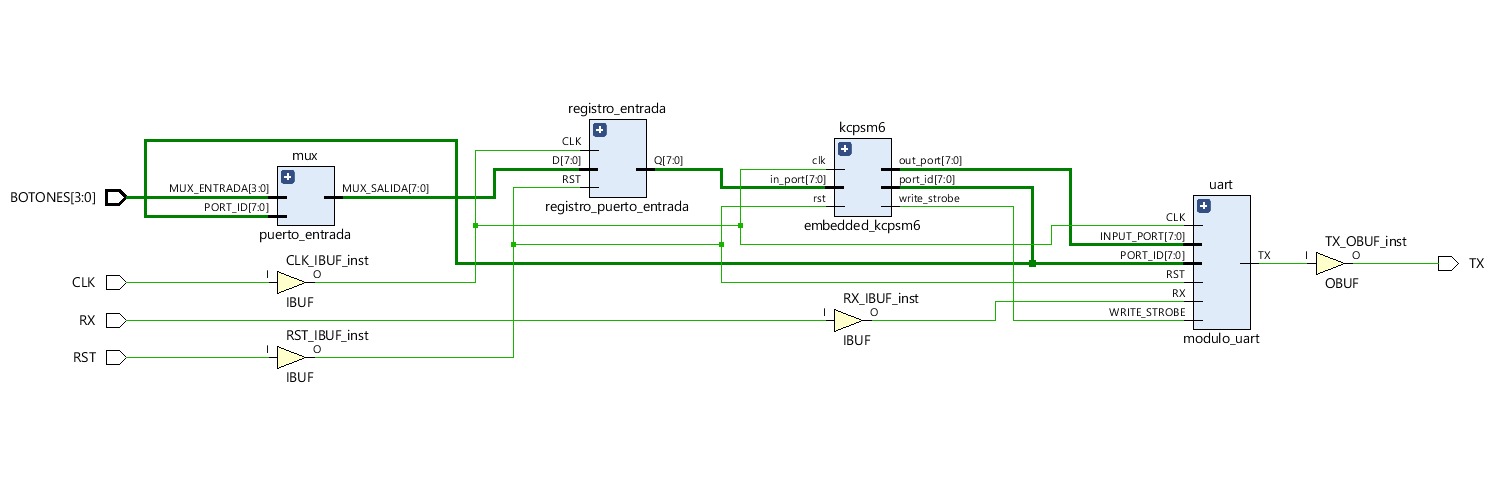 BOTONES[3:0]
CLK
RX
RST
mux
MUX_ENTRADA[3:0]
PORT_ID[7:0]
MUX_SALIDA[7:0]
puerto_entrada
CLK_IBUF_inst
I
O
IBUF
RST_IBUF_inst
I
O
IBUF
registro_entrada
CLK
D[7:0]
RST
Q[7:0]
registro_puerto_entrada
kcpsm6
clk
in_port[7:0]
rst
out_port[7:0]
port_id[7:0]
write_strobe
embedded_kcpsm6
RX_IBUF_inst
I
O
IBUF
uart
CLK
INPUT_PORT[7:0]
PORT_ID[7:0]
RST
RX
WRITE_STROBE
TX
modulo_uart
TX_OBUF_inst
I
O
OBUF
TX